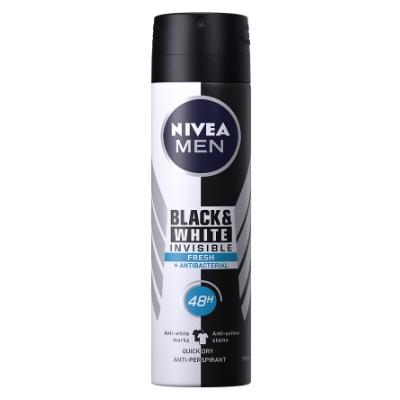 NIVEA
MEN
BLACK&
WHITE
INVISIBLE
FRESH
+ ANTIBACTERIAL
48H
Anti-white Anti-yellow
marks stains
QUICK DRY
ANTI-PERSPIRANT